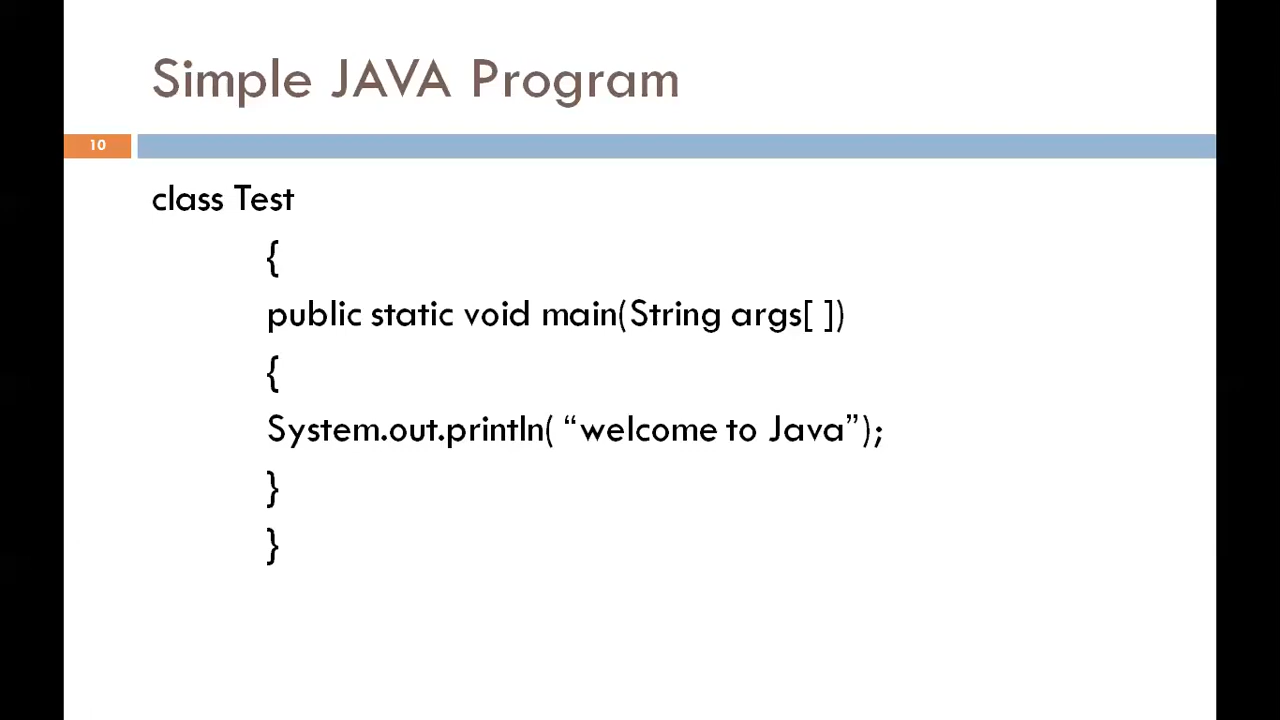 Simple JAVA Program
10
class Test
{
public static void main(String args[ ])
{
System.out.println( “welcome to Java”);
}
}